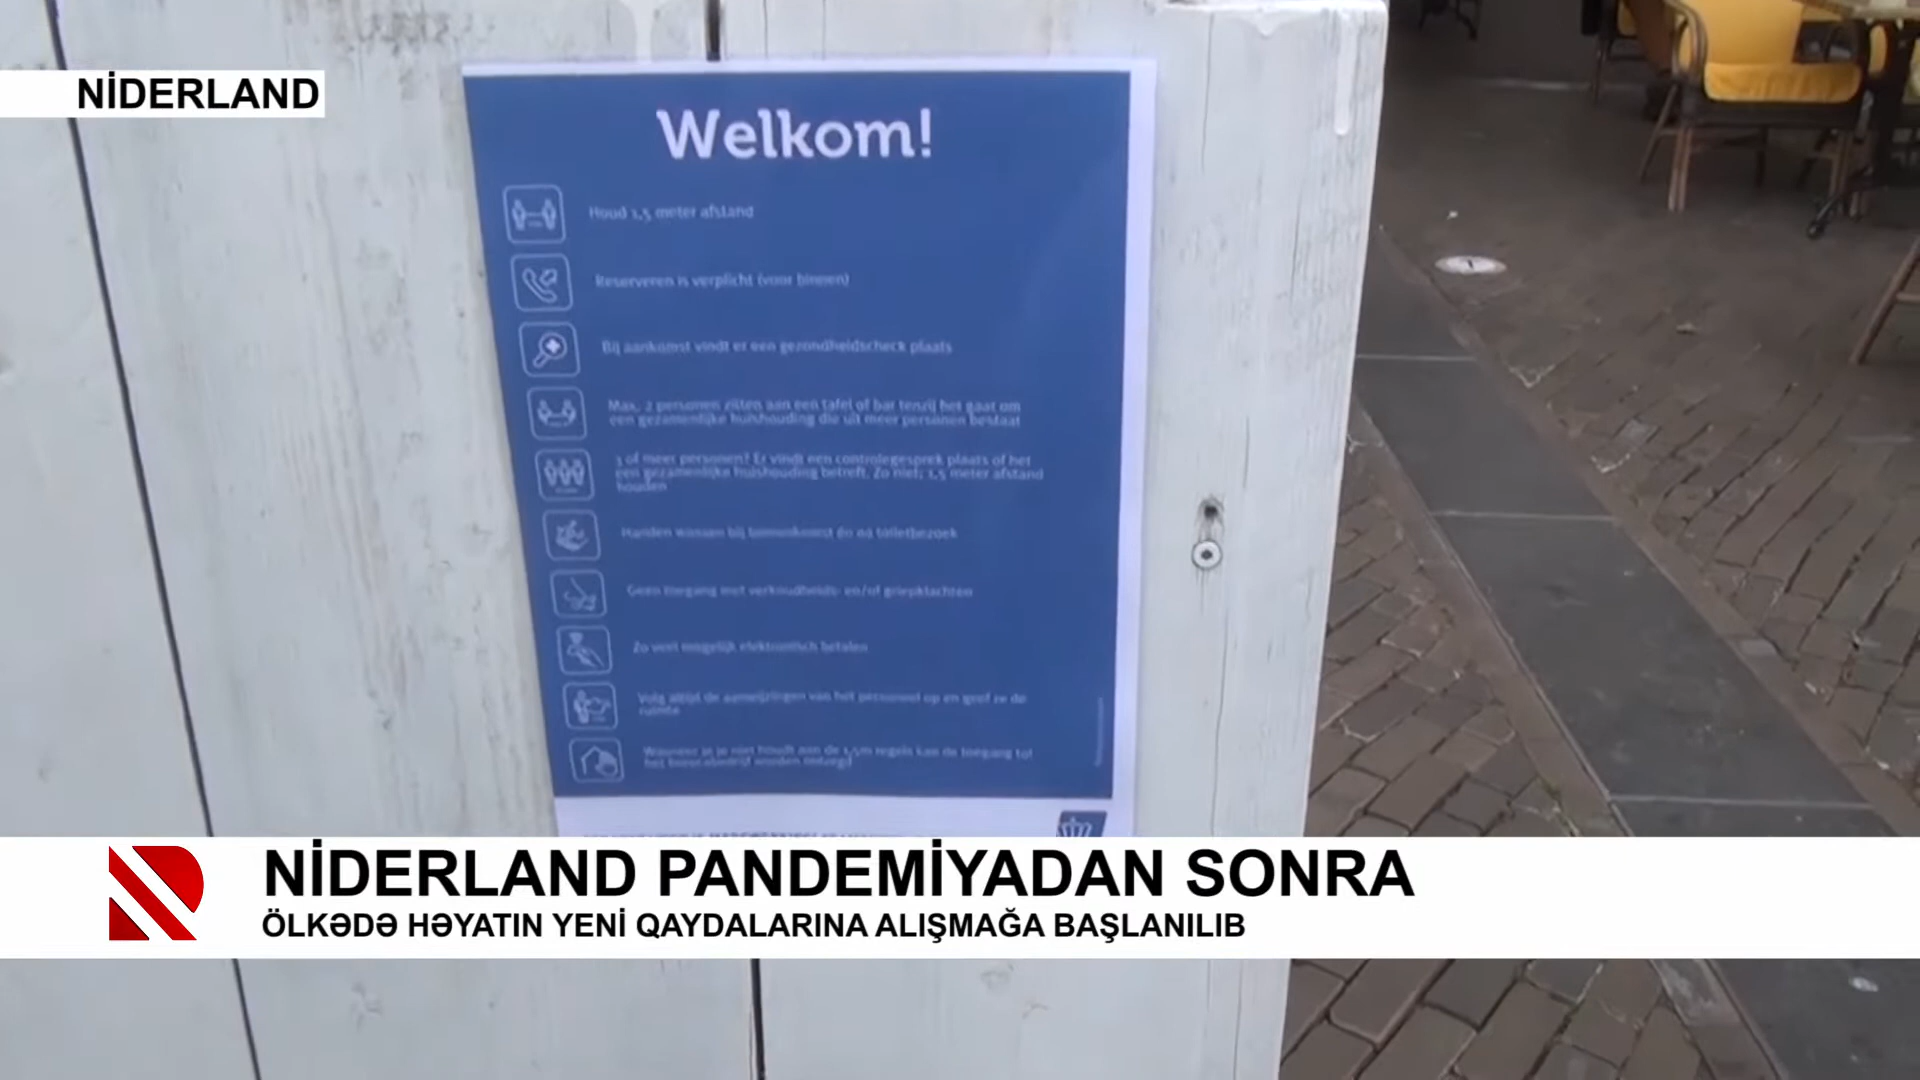 NİDERLAND
Welkom!
Houd 1,5 meter afstand
Reserveren is verplicht (voor binnen)
Bij aankomst vindt er een gezondheidscheck plaats
Max. 2 personen zitten aan een tafel of bar tenzij het gaat om
een gezamenlijke huishouding die uit meer personen bestaat
3 of meer personen? Er vindt een controlegesprek plaats of het
een gezamenlijke huishouding betreft. Zo niet; 1,5 meter afstand
houden
Handen wassen bij binnenkomst én na toiletbezoek
Geen toegang met verkoudheids- en/of griepklachten
Zo veel mogelijk elektronisch betalen
Volg altijd de aanwijzingen van het personeel op en geef ze de
ruimte
Wanneer je je niet houdt aan de 1,5m regels kan de toegang tot
het horecabedrijf worden ontzegd
NİDERLAND PANDEMİYADAN SONRA
ÖLKƏDƏ HƏYATIN YENİ QAYDALARINA ALIŞMAĞA BAŞLANILIB